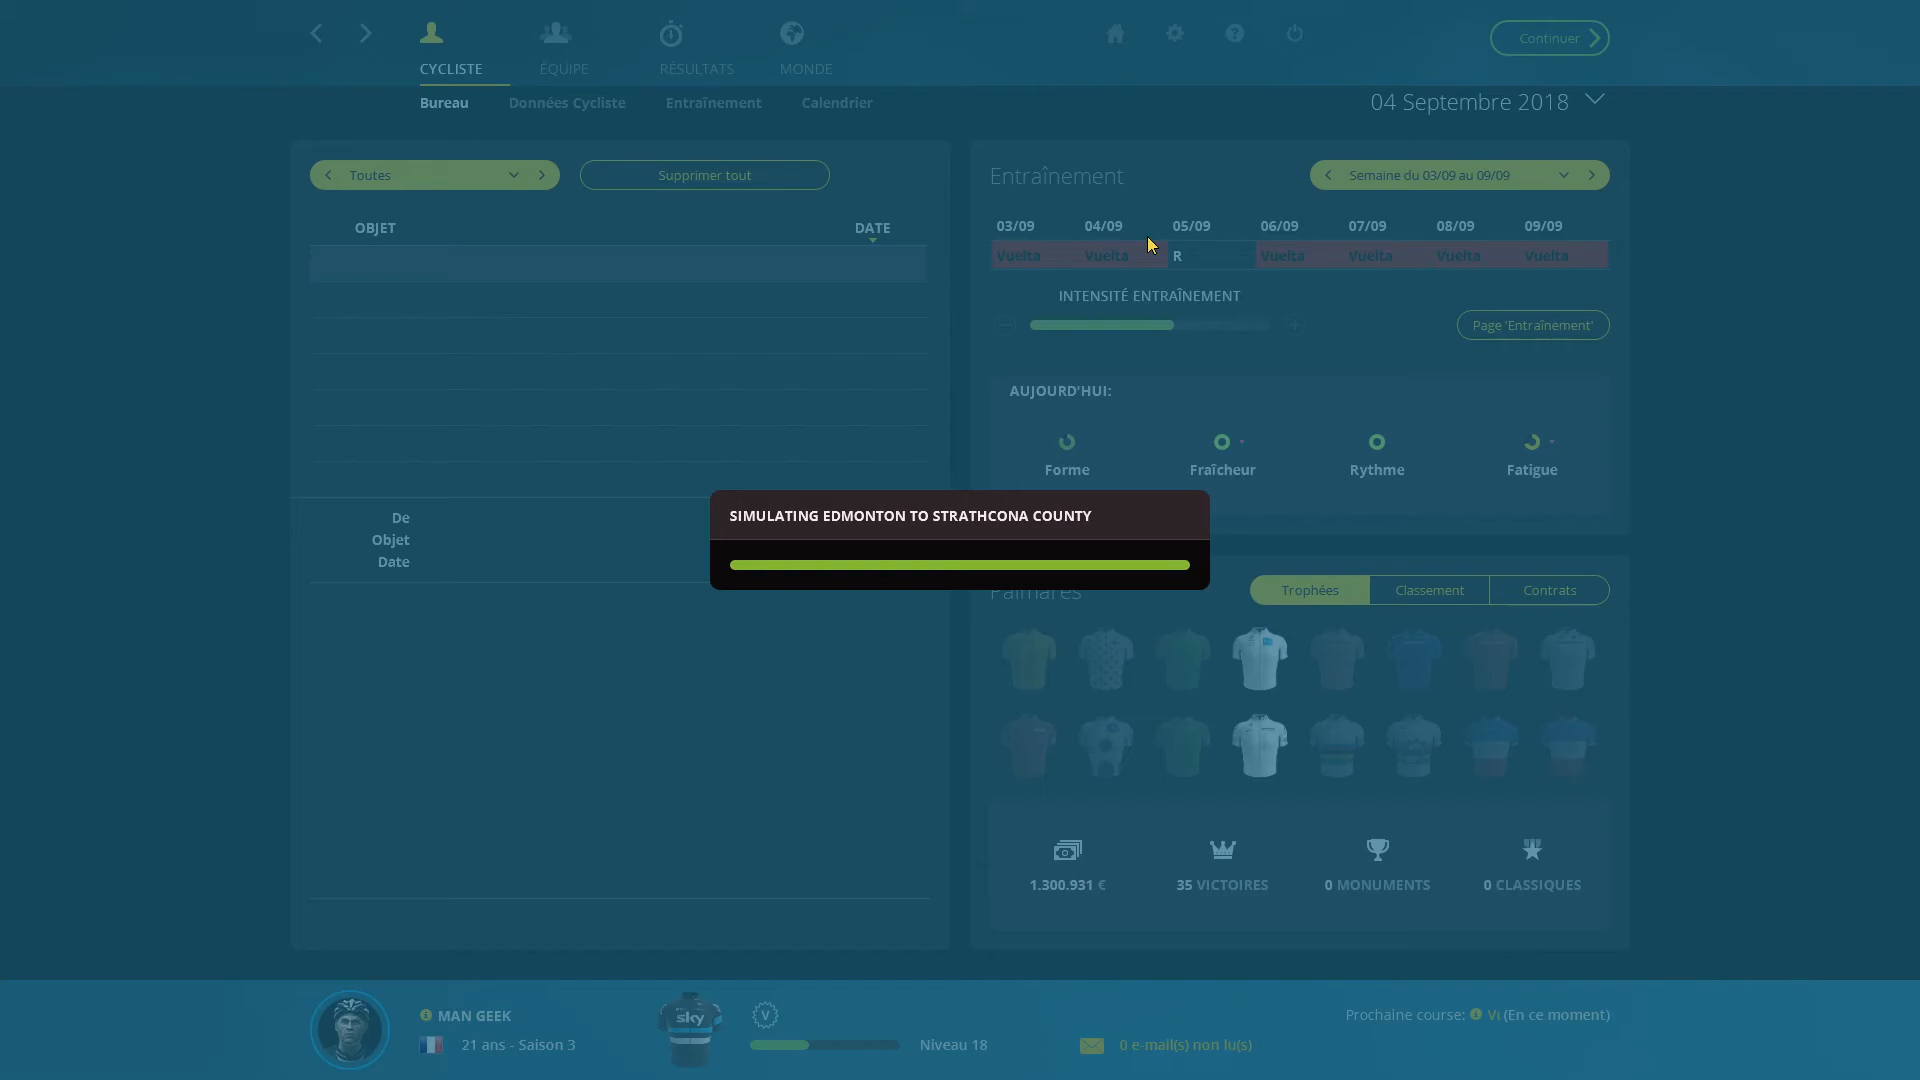 Continuer
CYCLISTE ÉQUIPE RÉSULTATS MONDE
Bureau Données Cycliste Entraînement Calendrier
04 Septembre 2018
Toutes Supprimer tout
OBJET DATE
De
Objet
Date
Entraînement Semaine du 03/09 au 09/09
03/09 04/09 05/09 06/09 07/09 08/09 09/09
Vuelta Vuelta R Vuelta Vuelta Vuelta Vuelta
INTENSITÉ ENTRAÎNEMENT
Page 'Entraînement'
AUJOURD'HUI:
Forme Fraîcheur Rythme Fatigue
SIMULATING EDMONTON TO STRATHCONA COUNTY
Palmarès Trophées Classement Contrats
1.300.931 € 35 VICTOIRES 0 MONUMENTS 0 CLASSIQUES
MAN GEEK
21 ans - Saison 3
sky
V
Niveau 18
0 e-mail(s) non lu(s)
Prochaine course: Vi (En ce moment)